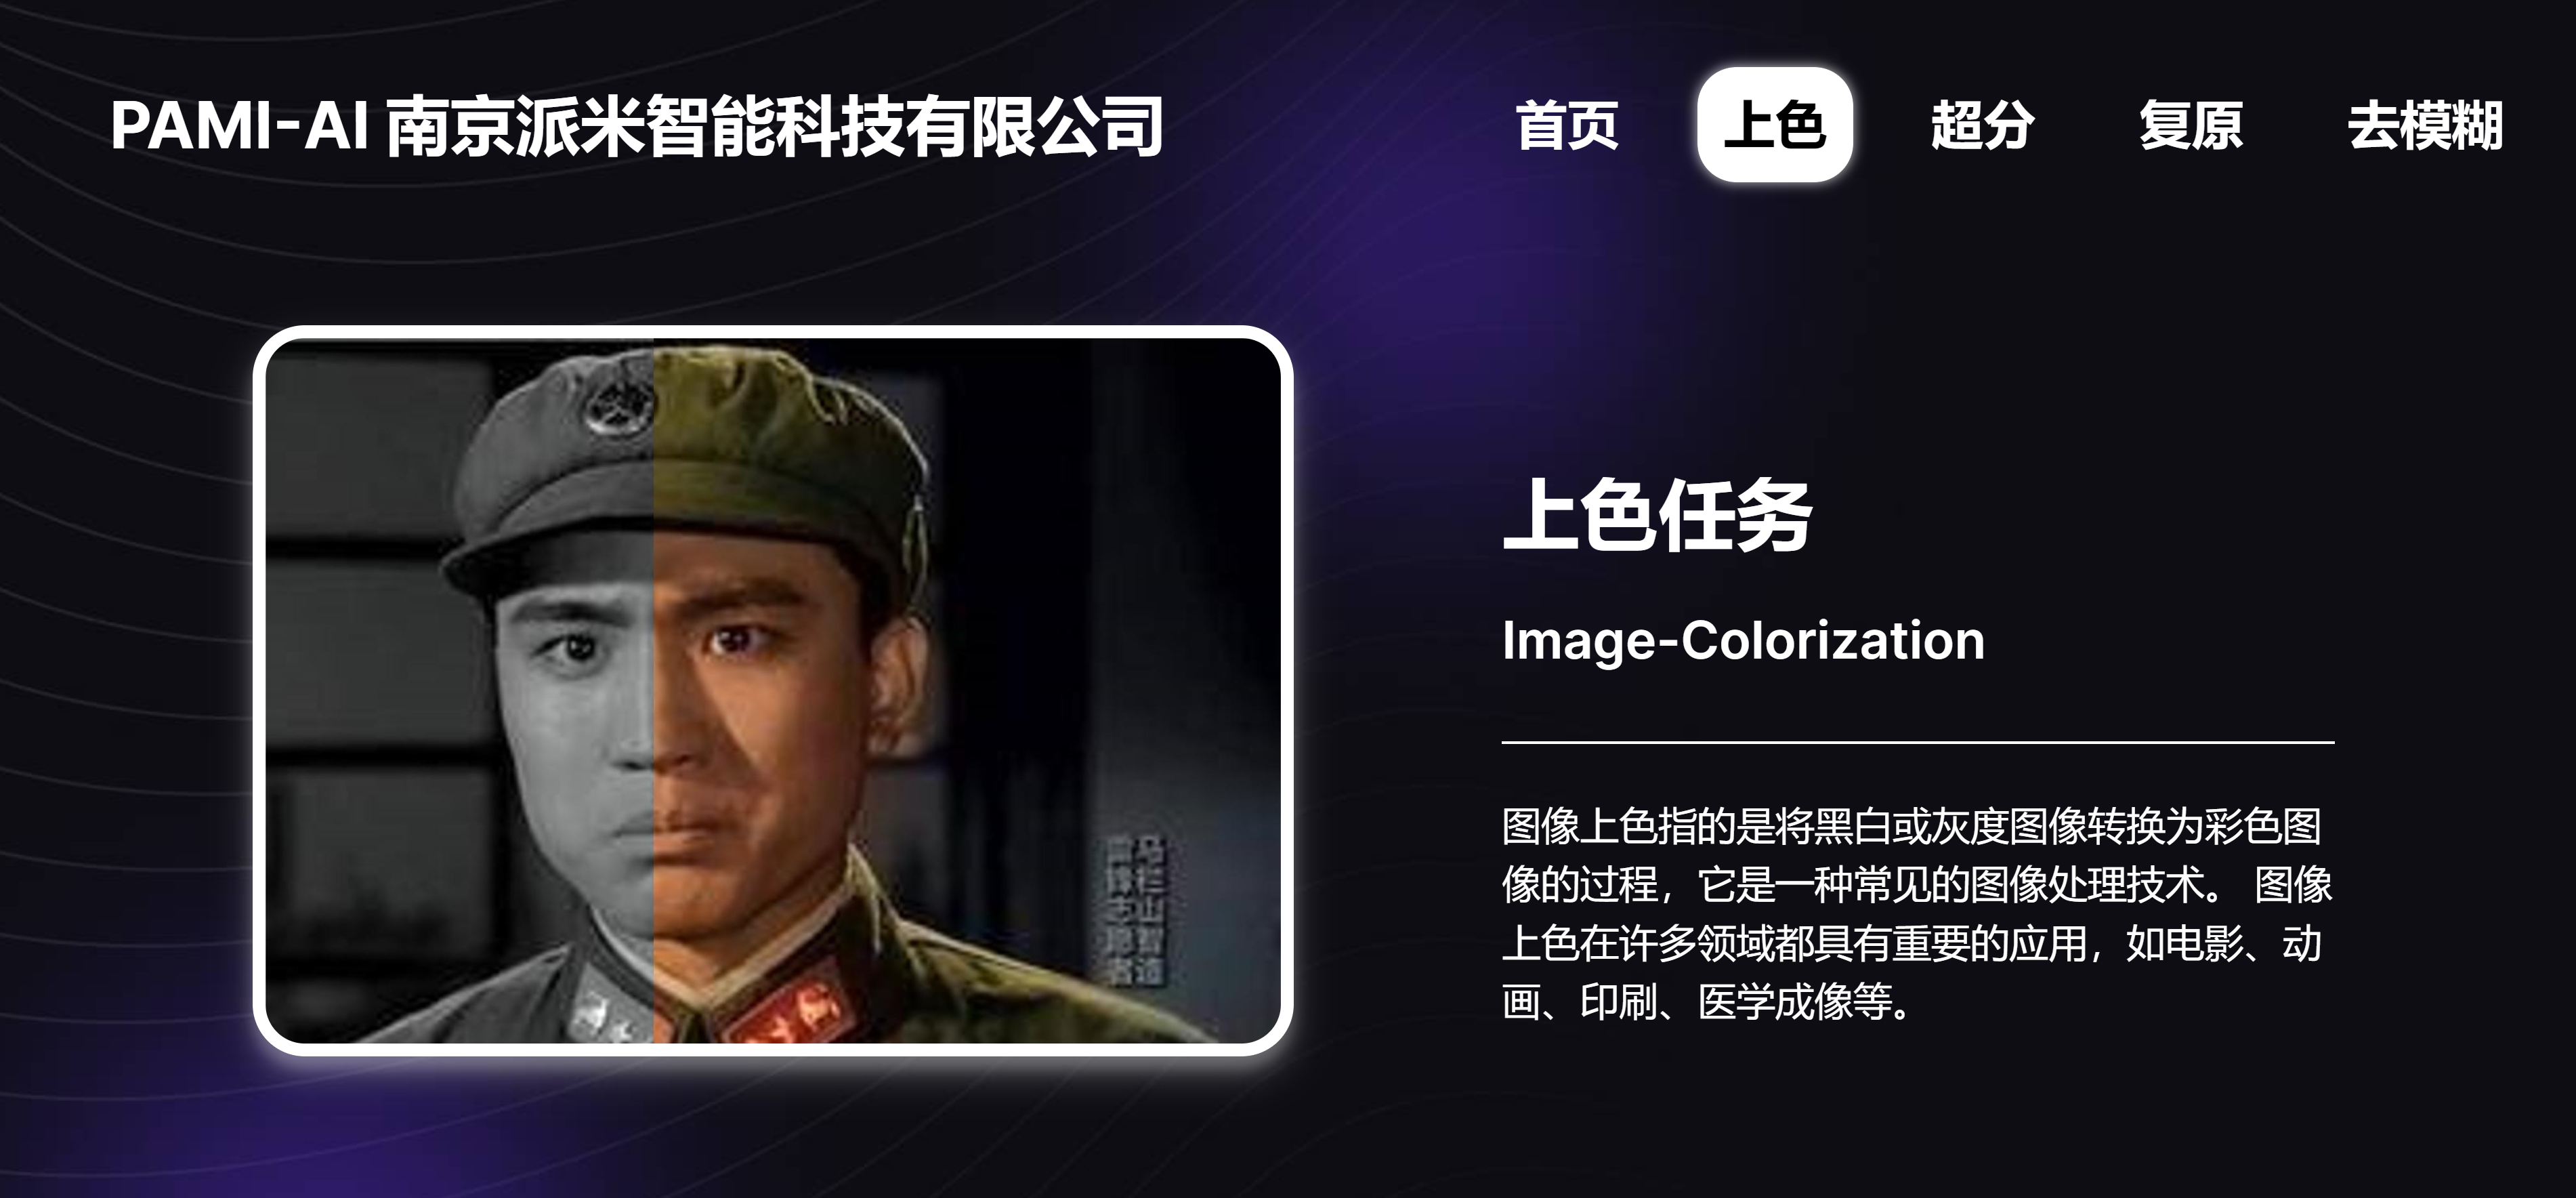 PAMI-AI 南京派米智能科技有限公司
首页 上色 超分 复原 去模糊
上色任务
Image-Colorization
图像上色指的是将黑白或灰度图像转换为彩色图
像的过程，它是一种常见的图像处理技术。 图像
上色在许多领域都具有重要的应用，如电影、动
画、印刷、医学成像等。